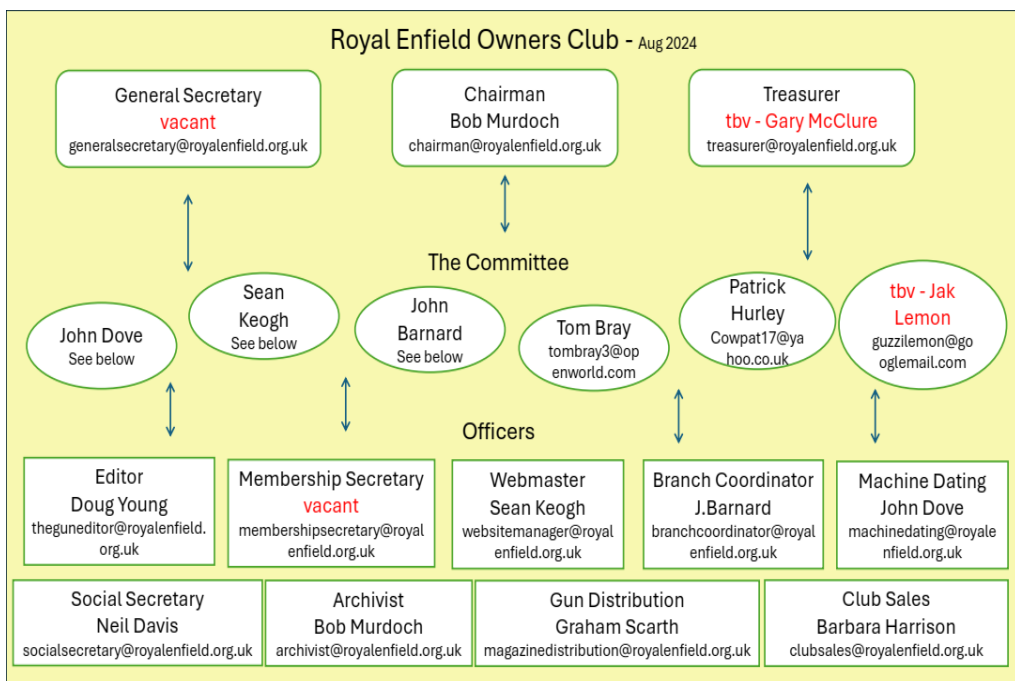 Royal Enfield Owners Club - Aug 2024
General Secretary
vacant
generalsecretary@royalenfield.org.uk
Chairman
Bob Murdoch
chairman@royalenfield.org.uk
Treasurer
tbv - Gary McClure
treasurer@royalenfield.org.uk
The Committee
John Dove
See below
Sean
Keogh
See below
John
Barnard
See below
Tom Bray
tombray3@op
enworld.com
Patrick
Hurley
Cowpat17@ya
hoo.co.uk
tbv - Jak
Lemon
guzzilemon@go
oglemail.com
Officers
Editor
Doug Young
theguneditor@royalenfield.
org.uk
Membership Secretary
vacant
membershipsecretary@royal
enfield.org.uk
Webmaster
Sean Keogh
websitemanager@royal
enfield.org.uk
Branch Coordinator
J.Barnard
branchcoordinator@royal
enfield.org.uk
Machine Dating
John Dove
machinedating@royale
nfield.org.uk
Social Secretary
Neil Davis
socialsecretary@royalenfield.org.uk
Archivist
Bob Murdoch
archivist@royalenfield.org.uk
Gun Distribution
Graham Scarth
magazinedistribution@royalenfield.org.uk
Club Sales
Barbara Harrison
clubsales@royalenfield.org.uk